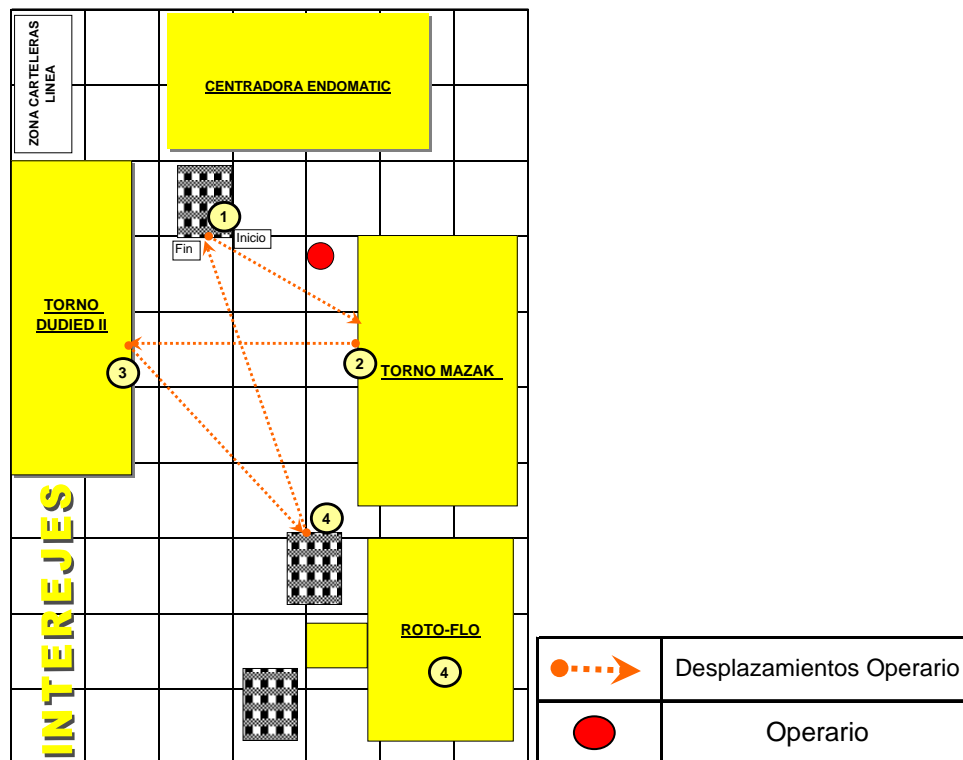 ZONA CARTELERAS
LINEA
CENTRADORA ENDOMATIC
1
Inicio
Fin
TORNO
DUDIED II
2
3
TORNO MAZAK
4
INTEREJES
ROTO-FLO
4
Desplazamientos Operario
Operario